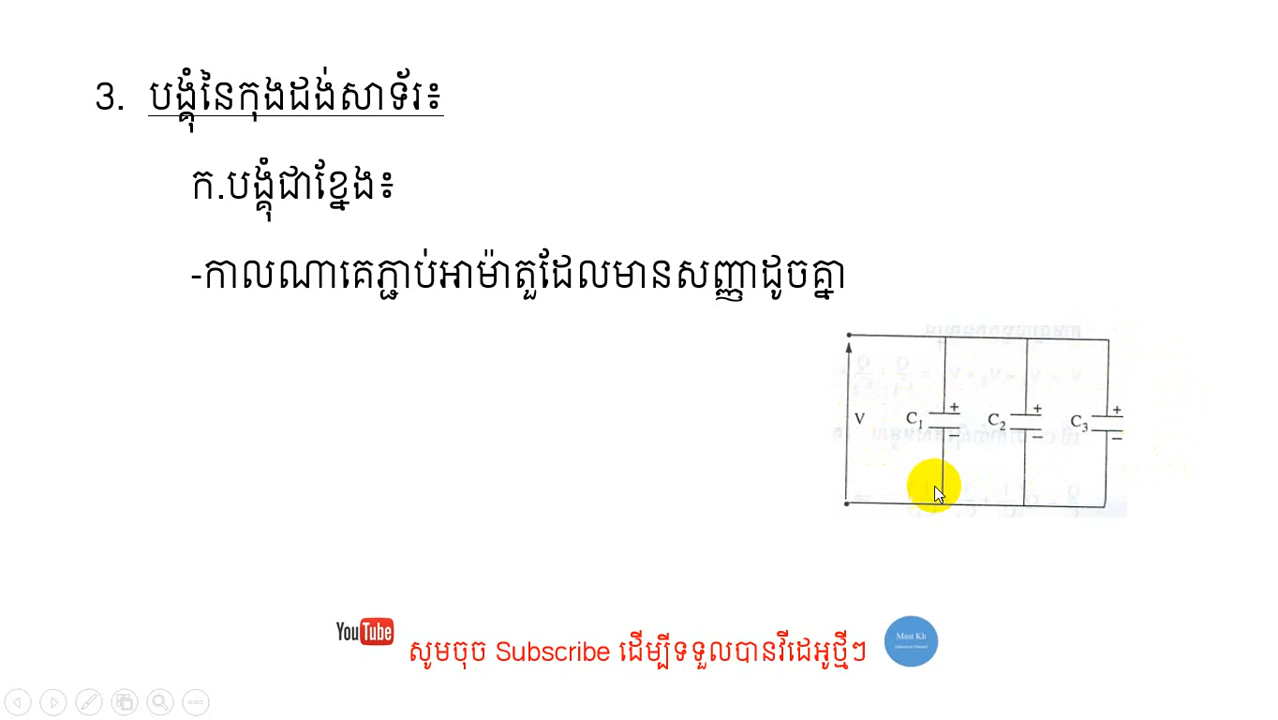 3. បង្គុំនៃកុងដង់សាទ័រ៖
ក.បង្គុំជាខ្នែង៖
-កាលណាគេភ្ជាប់អាម៉ាតួដែលមានសញ្ញាដូចគ្នា
V C₁ + − C₂ + − C₃ + −
YouTube
សូមចុច Subscribe ដើម្បីទទួលបានវីដេអូថ្មីៗ
Mast Kh